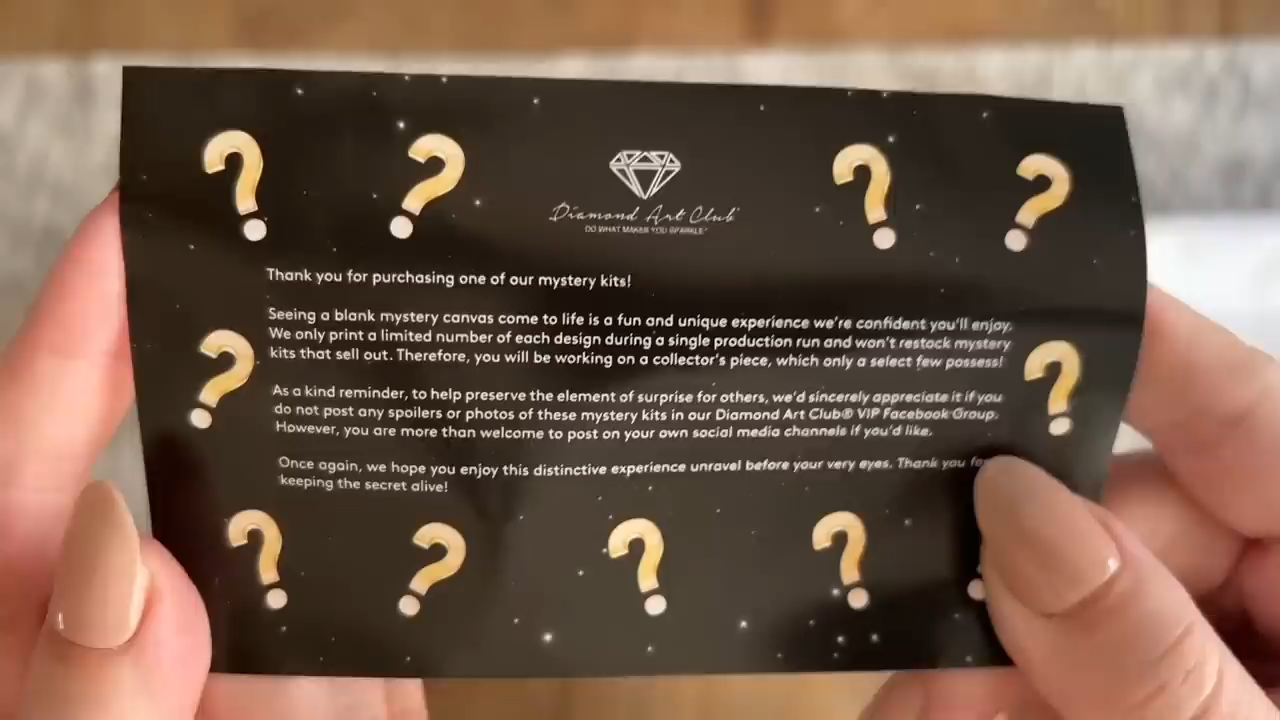 ? ? ? ?
Diamond Art Club
DO WHAT MAKES YOU SPARKLE
Thank you for purchasing one of our mystery kits!
Seeing a blank mystery canvas come to life is a fun and unique experience we're confident you'll enjoy.
We only print a limited number of each design during a single production run and won't restock mystery
kits that sell out. Therefore, you will be working on a collector's piece, which only a select few possess!
? ?
As a kind reminder, to help preserve the element of surprise for others, we'd sincerely appreciate it if you
do not post any spoilers or photos of these mystery kits in our Diamond Art Club® VIP Facebook Group.
However, you are more than welcome to post on your own social media channels if you'd like.
Once again, we hope you enjoy this distinctive experience unravel before your very eyes. Thank you
keeping the secret alive!
? ? ? ?